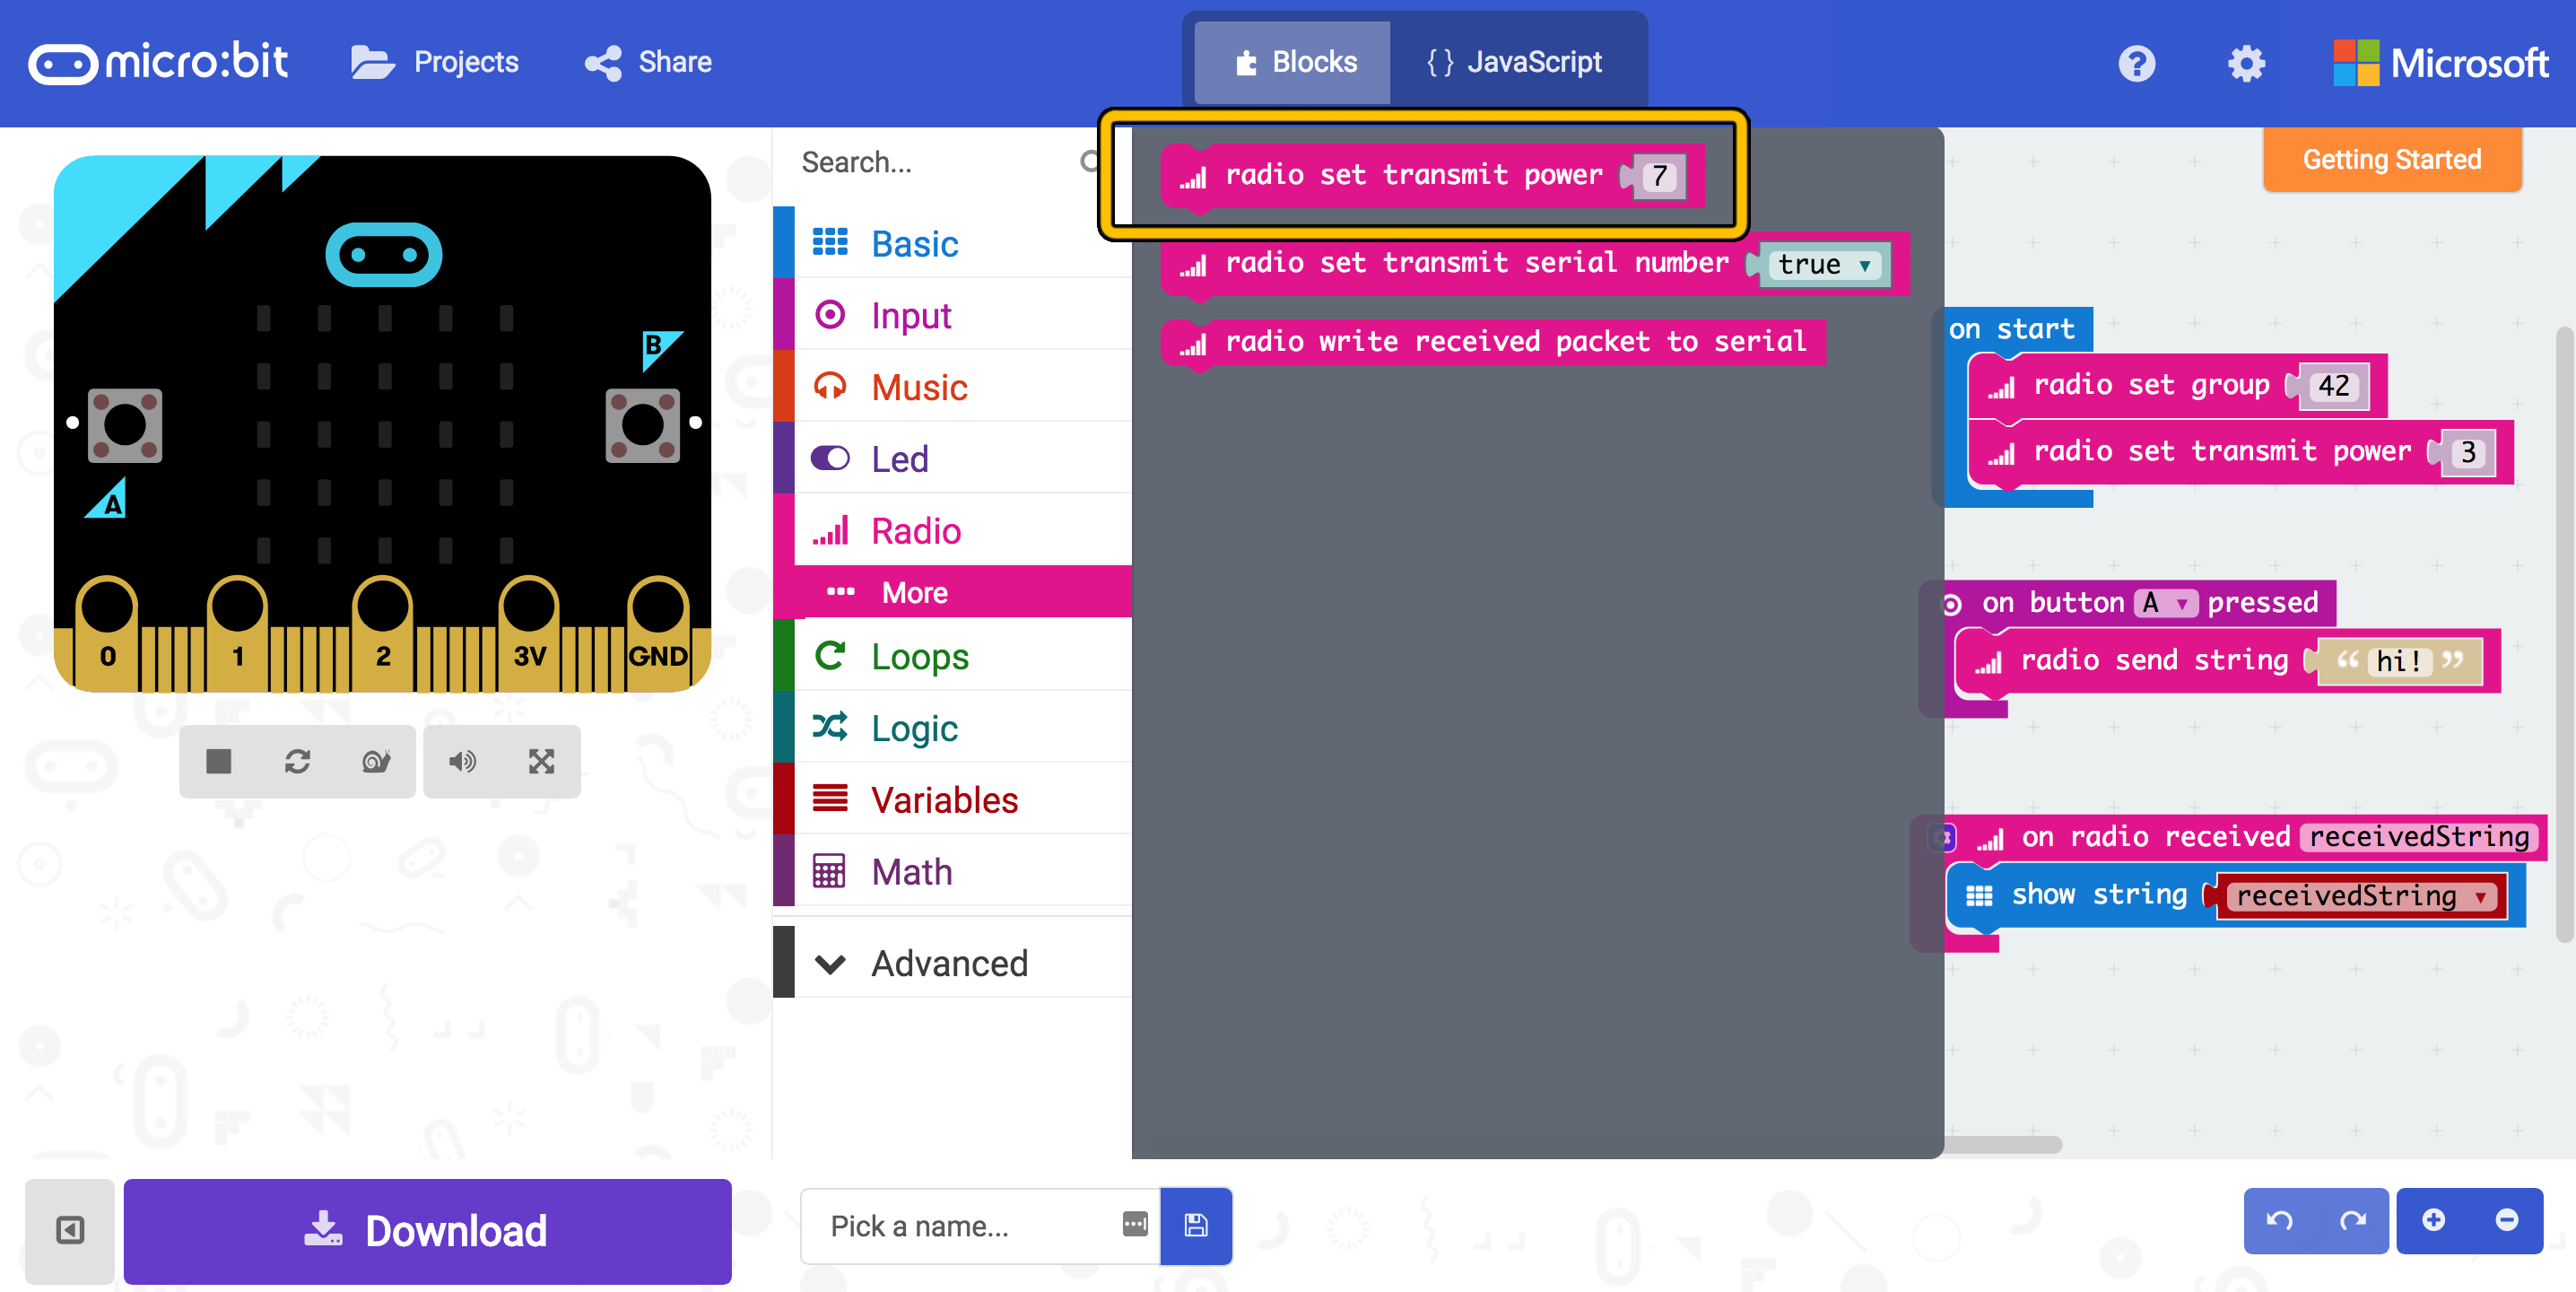 micro:bit
Projects
Share
Blocks
{ } JavaScript
Microsoft
Search...
Basic
Input
Music
Led
Radio
More
Loops
Logic
Variables
Math
Advanced
radio set transmit power 7
radio set transmit serial number true
radio write received packet to serial
Getting Started
on start
radio set group 42
radio set transmit power 3
on button A pressed
radio send string “ hi! ”
on radio received receivedString
show string receivedString
B
A
0 1 2 3V GND
Download
Pick a name...